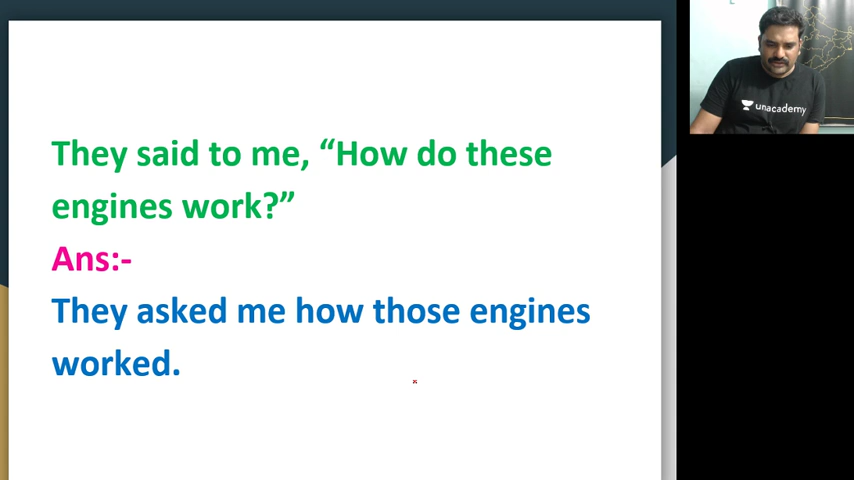 They said to me, “How do these
engines work?”
Ans:-
They asked me how those engines
worked.
unacademy